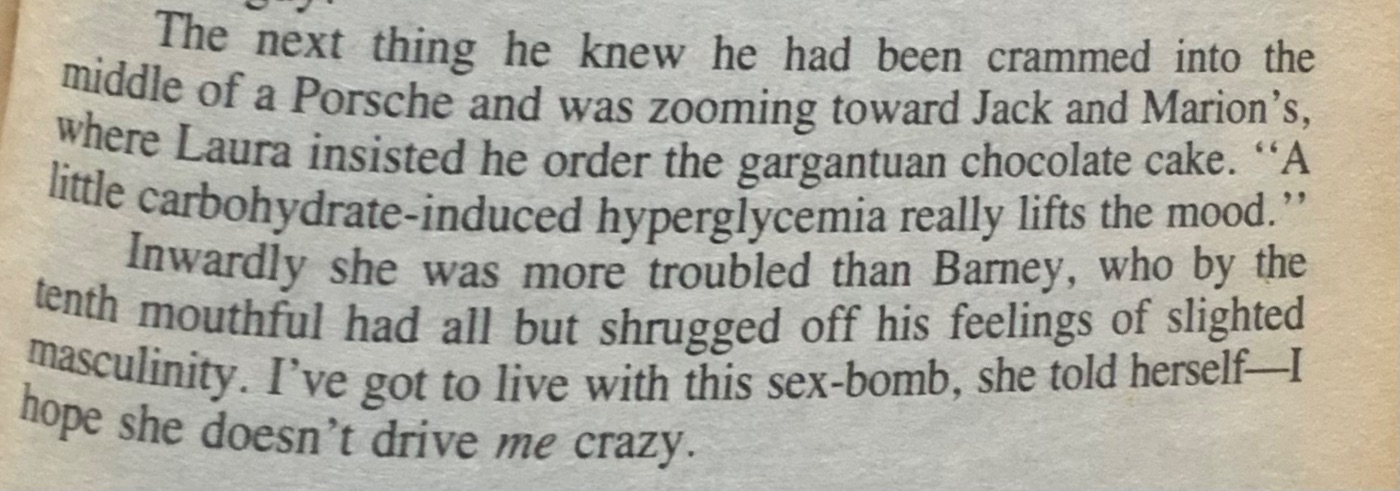 The next thing he knew he had been crammed into the
middle of a Porsche and was zooming toward Jack and Marion's,
where Laura insisted he order the gargantuan chocolate cake. "A
little carbohydrate-induced hyperglycemia really lifts the mood."
Inwardly she was more troubled than Barney, who by the
tenth mouthful had all but shrugged off his feelings of slighted
masculinity. I've got to live with this sex-bomb, she told herself—I
hope she doesn't drive me crazy.